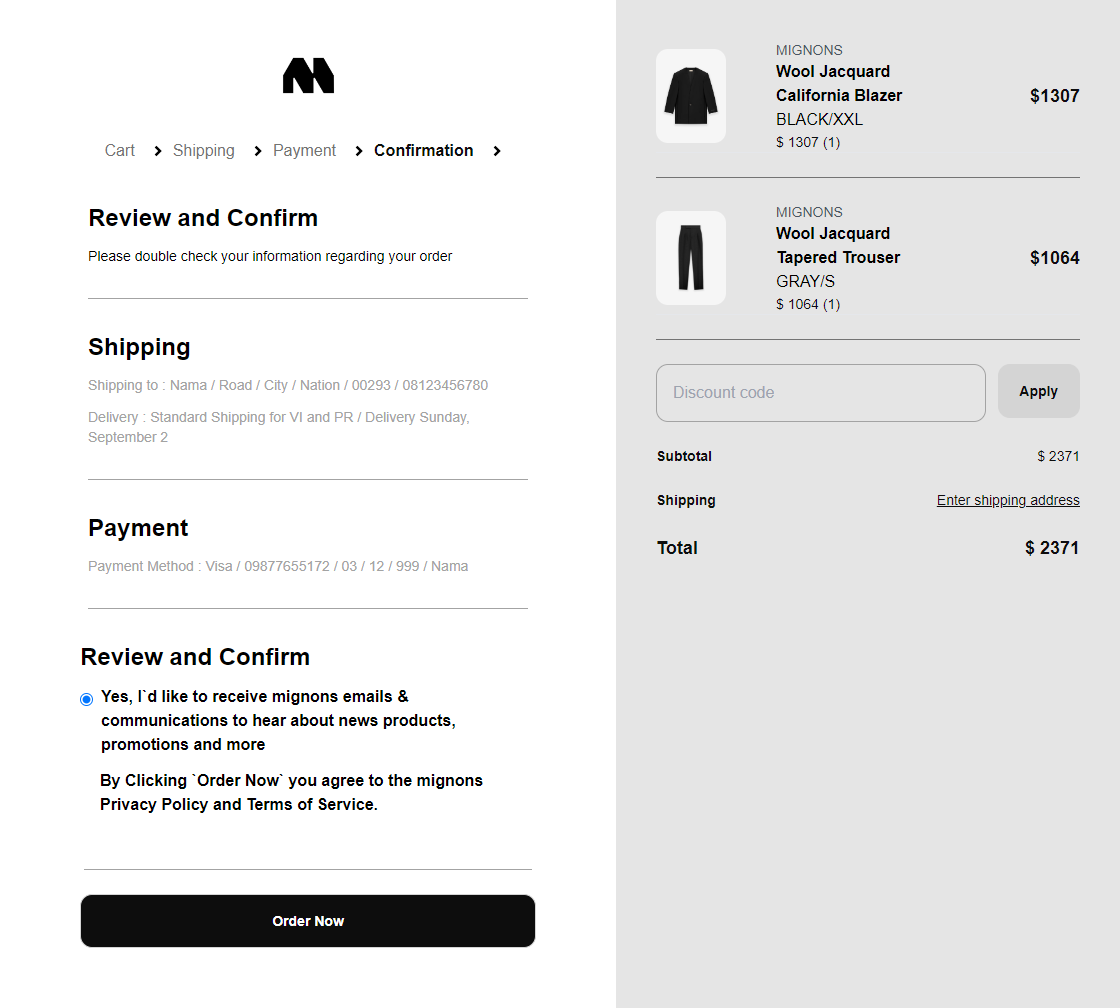 Cart
Shipping
Payment
Confirmation
Review and Confirm
Please double check your information regarding your order
Shipping
Shipping to : Nama / Road / City / Nation / 00293 / 08123456780
Delivery : Standard Shipping for VI and PR / Delivery Sunday,
September 2
Payment
Payment Method : Visa / 09877655172 / 03 / 12 / 999 / Nama
Review and Confirm
Yes, I`d like to receive mignons emails &
communications to hear about news products,
promotions and more
By Clicking `Order Now` you agree to the mignons
Privacy Policy and Terms of Service.
Order Now
MIGNONS
Wool Jacquard
California Blazer
BLACK/XXL
$ 1307 (1)
$1307
MIGNONS
Wool Jacquard
Tapered Trouser
GRAY/S
$ 1064 (1)
$1064
Discount code
Apply
Subtotal
$ 2371
Shipping
Enter shipping address
Total
$ 2371